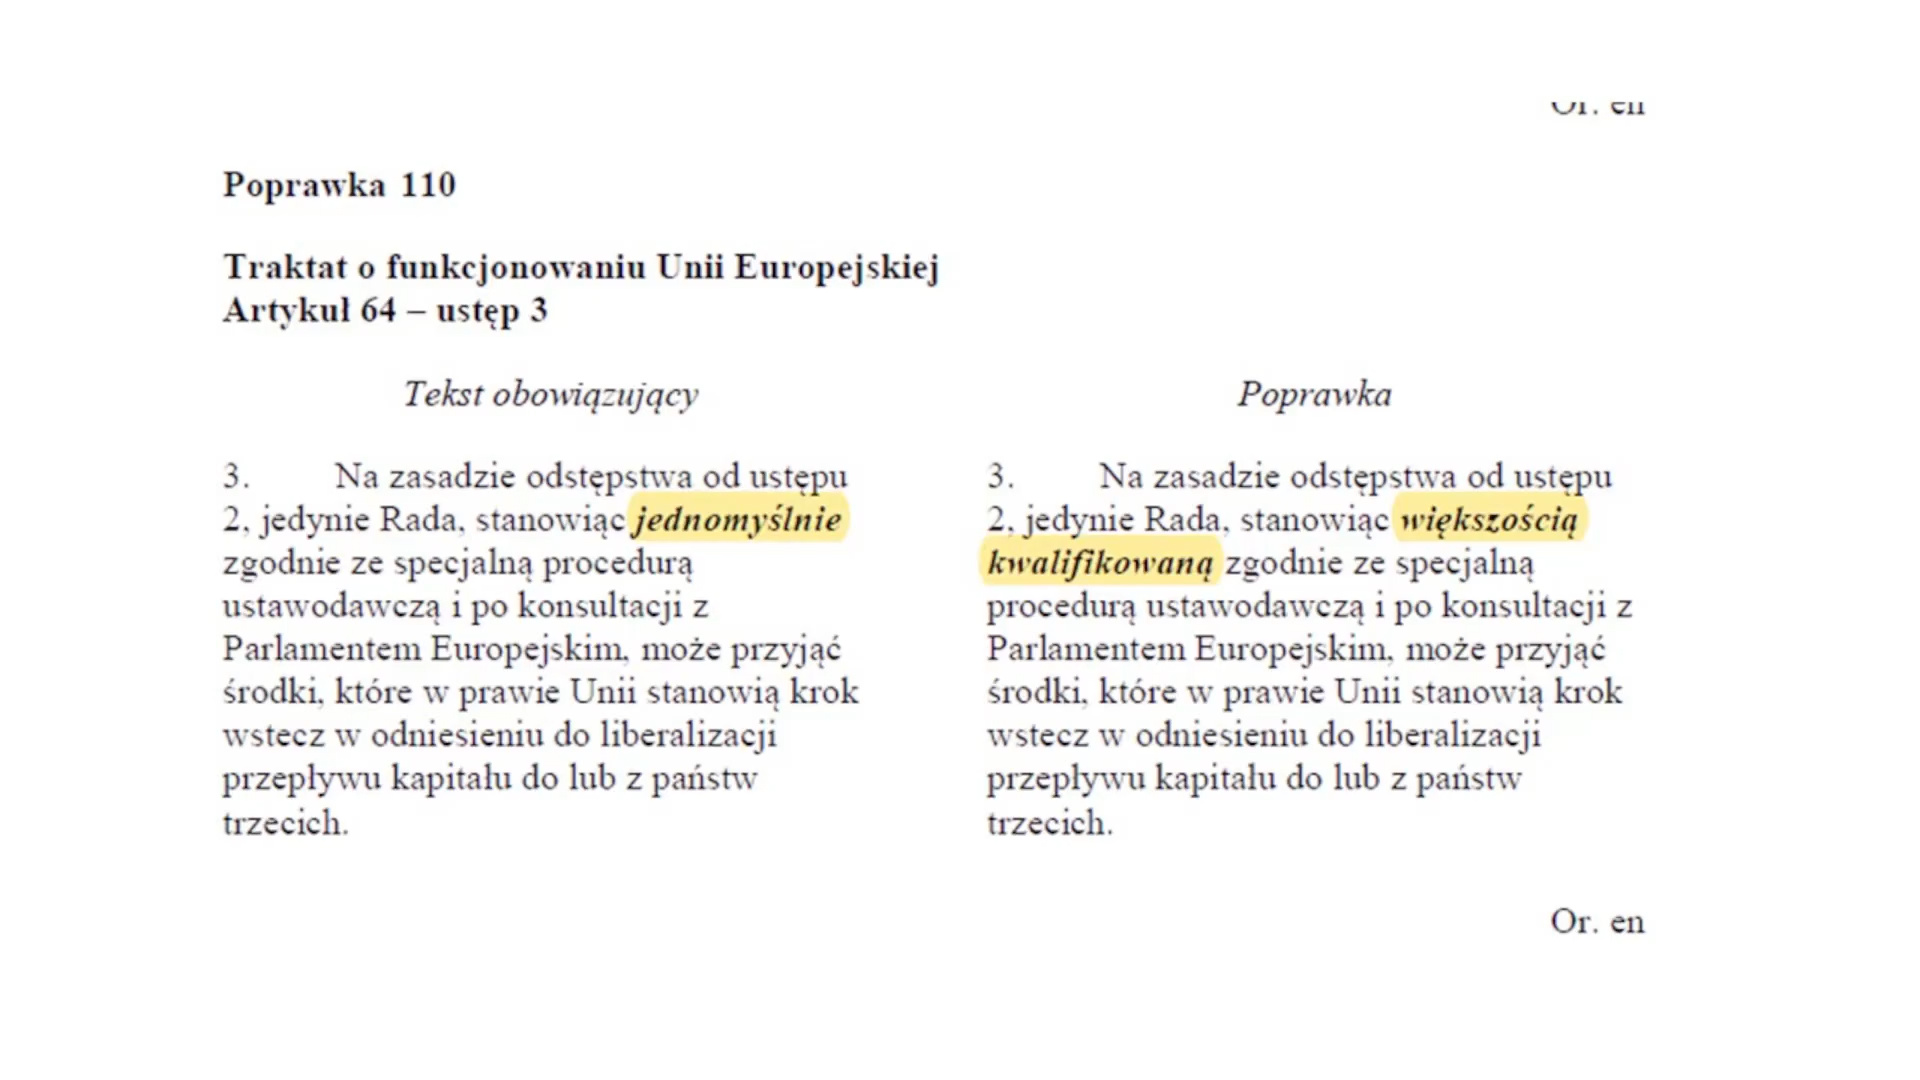 Or. en
Poprawka 110
Traktat o funkcjonowaniu Unii Europejskiej
Artykuł 64 – ustęp 3
Tekst obowiązujący
3. Na zasadzie odstępstwa od ustępu
2, jedynie Rada, stanowiąc jednomyślnie
zgodnie ze specjalną procedurą
ustawodawczą i po konsultacji z
Parlamentem Europejskim, może przyjąć
środki, które w prawie Unii stanowią krok
wstecz w odniesieniu do liberalizacji
przepływu kapitału do lub z państw
trzecich.
Poprawka
3. Na zasadzie odstępstwa od ustępu
2, jedynie Rada, stanowiąc większością
kwalifikowaną zgodnie ze specjalną
procedurą ustawodawczą i po konsultacji z
Parlamentem Europejskim, może przyjąć
środki, które w prawie Unii stanowią krok
wstecz w odniesieniu do liberalizacji
przepływu kapitału do lub z państw
trzecich.
Or. en